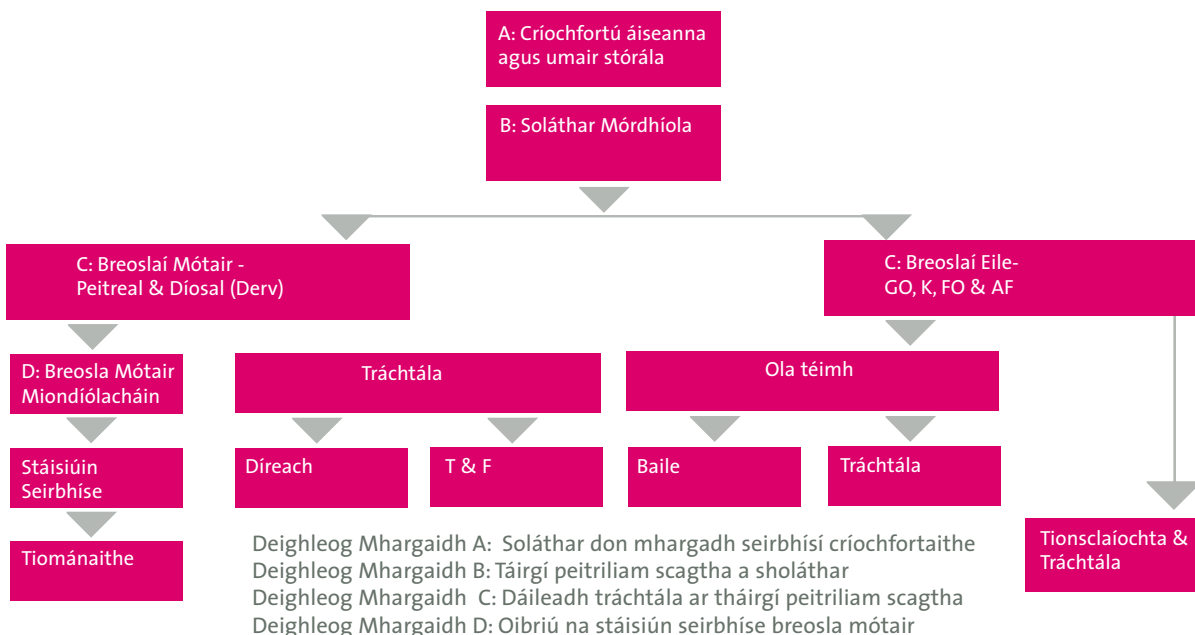 A: Críochfortú áiseanna
agus umair stórála
B: Soláthar Mórdhíola
C: Breoslaí Mótair -
Peitreal & Díosal (Derv)
C: Breoslaí Eile-
GO, K, FO & AF
D: Breosla Mótair
Miondíolacháin
Tráchtála
Ola téimh
Stáisiúin
Seirbhíse
Díreach
T & F
Baile
Tráchtála
Tiománaithe
Tionsclaíochta &
Tráchtála
Deighleog Mhargaidh A: Soláthar don mhargadh seirbhísí críochfortaithe
Deighleog Mhargaidh B: Táirgí peitriliam scagtha a sholáthar
Deighleog Mhargaidh C: Dáileadh tráchtála ar tháirgí peitriliam scagtha
Deighleog Mhargaidh D: Oibriú na stáisiún seirbhíse breosla mótair